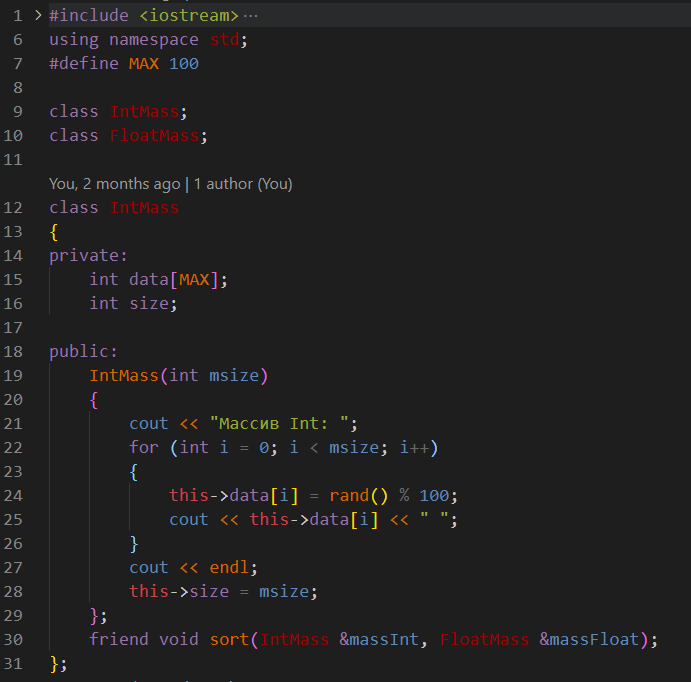 1 > #include <iostream> ···
6 using namespace std;
7 #define MAX 100
8
9 class IntMass;
10 class FloatMass;
11
You, 2 months ago | 1 author (You)
12 class IntMass
13 {
14 private:
15     int data[MAX];
16     int size;
17
18 public:
19     IntMass(int msize)
20     {
21         cout << "Массив Int: ";
22         for (int i = 0; i < msize; i++)
23         {
24             this->data[i] = rand() % 100;
25             cout << this->data[i] << " ";
26         }
27         cout << endl;
28         this->size = msize;
29     };
30     friend void sort(IntMass &massInt, FloatMass &massFloat);
31 };